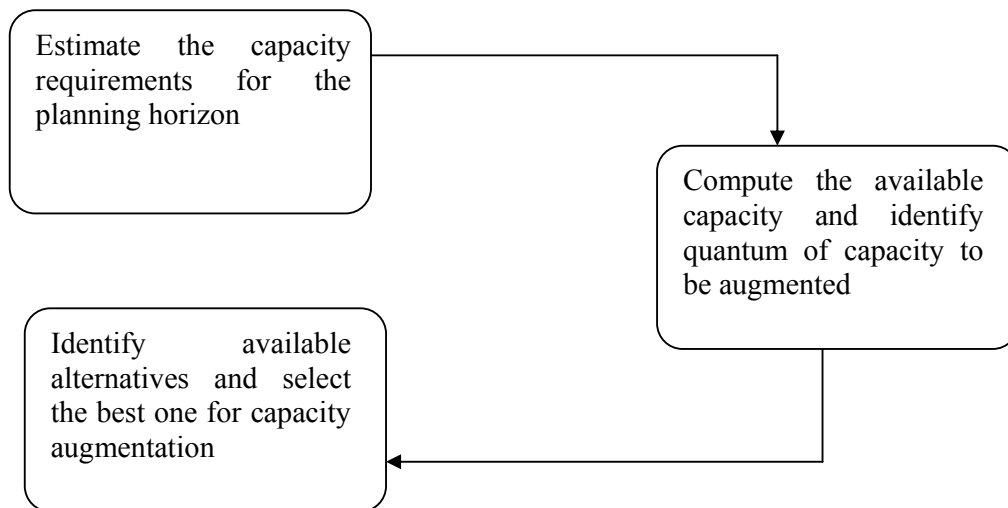 Estimate the capacity
requirements for the
planning horizon
Compute the available
capacity and identify
quantum of capacity to
be augmented
Identify available
alternatives and select
the best one for capacity
augmentation